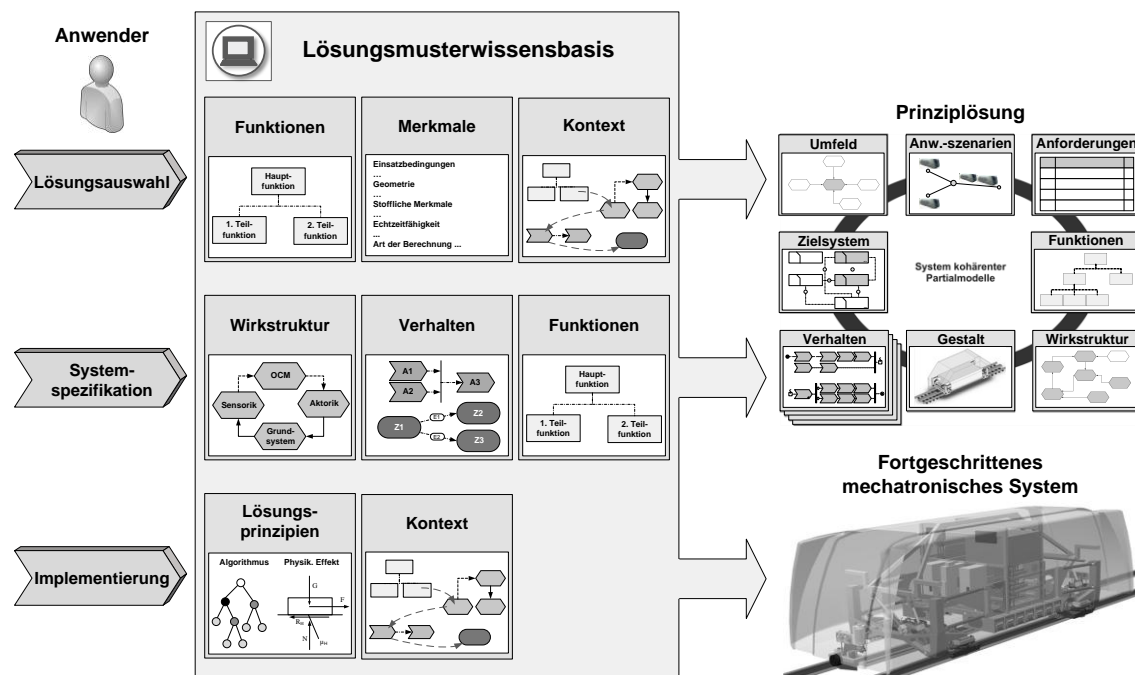 Anwender
Lösungsmusterwissensbasis
Lösungsauswahl
Funktionen
Haupt-
funktion
1. Teil-
funktion
2. Teil-
funktion
Merkmale
Einsatzbedingungen
...
Geometrie
...
Stoffliche Merkmale
...
Echtzeitfähigkeit
...
Art der Berechnung ...
Kontext
System-
spezifikation
Wirkstruktur
OCM
Sensorik
Aktorik
Grund-
system
Verhalten
A1
A2
A3
Z1
E1
E2
Z2
Z3
Funktionen
Haupt-
funktion
1. Teil-
funktion
2. Teil-
funktion
Implementierung
Lösungs-
prinzipien
Algorithmus
Physik. Effekt
G
F
R_H
N
μ_H
Kontext
Prinziplösung
Umfeld
Anw.-szenarien
Anforderungen
Zielsystem
System kohärenter
Partialmodelle
Funktionen
Verhalten
Gestalt
Wirkstruktur
Fortgeschrittenes
mechatronisches System